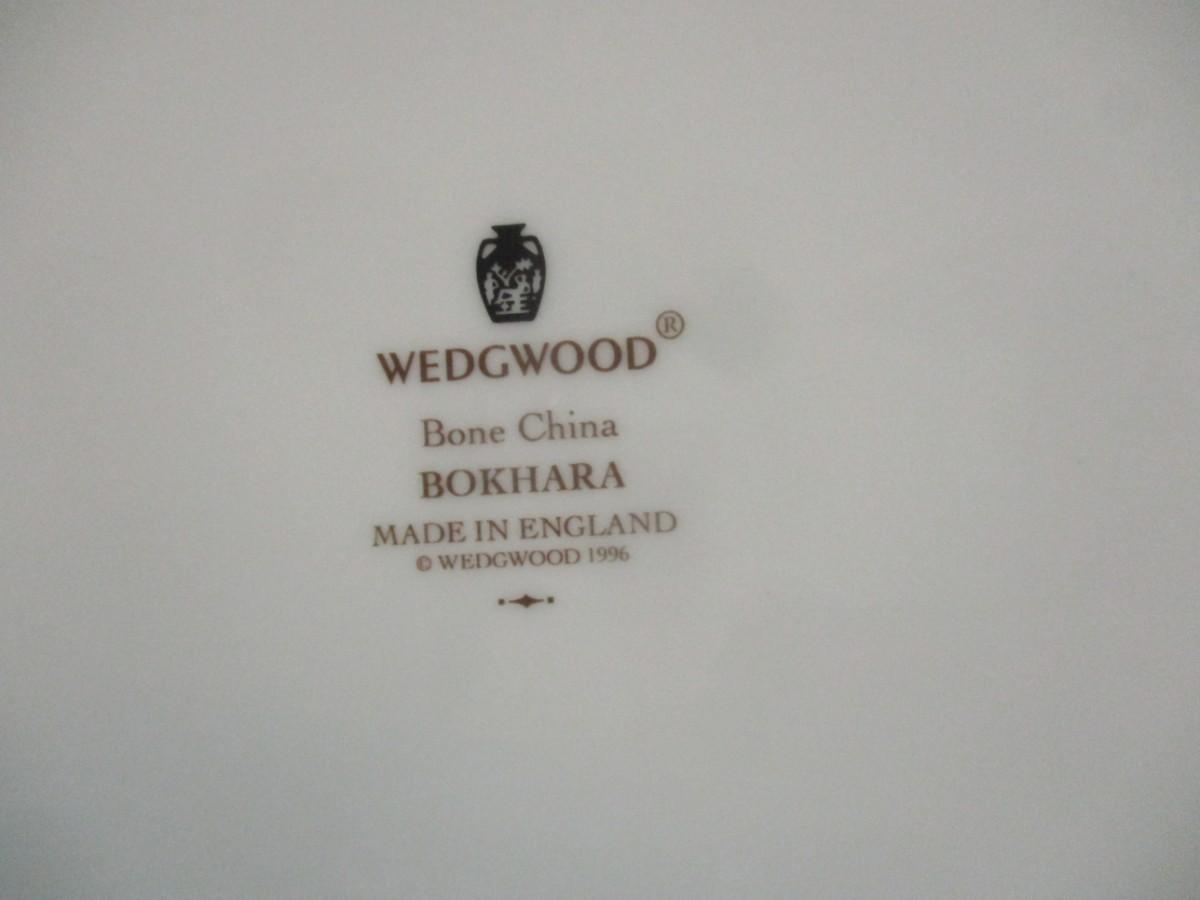 WEDGWOOD®
Bone China
BOKHARA
MADE IN ENGLAND
© WEDGWOOD 1996